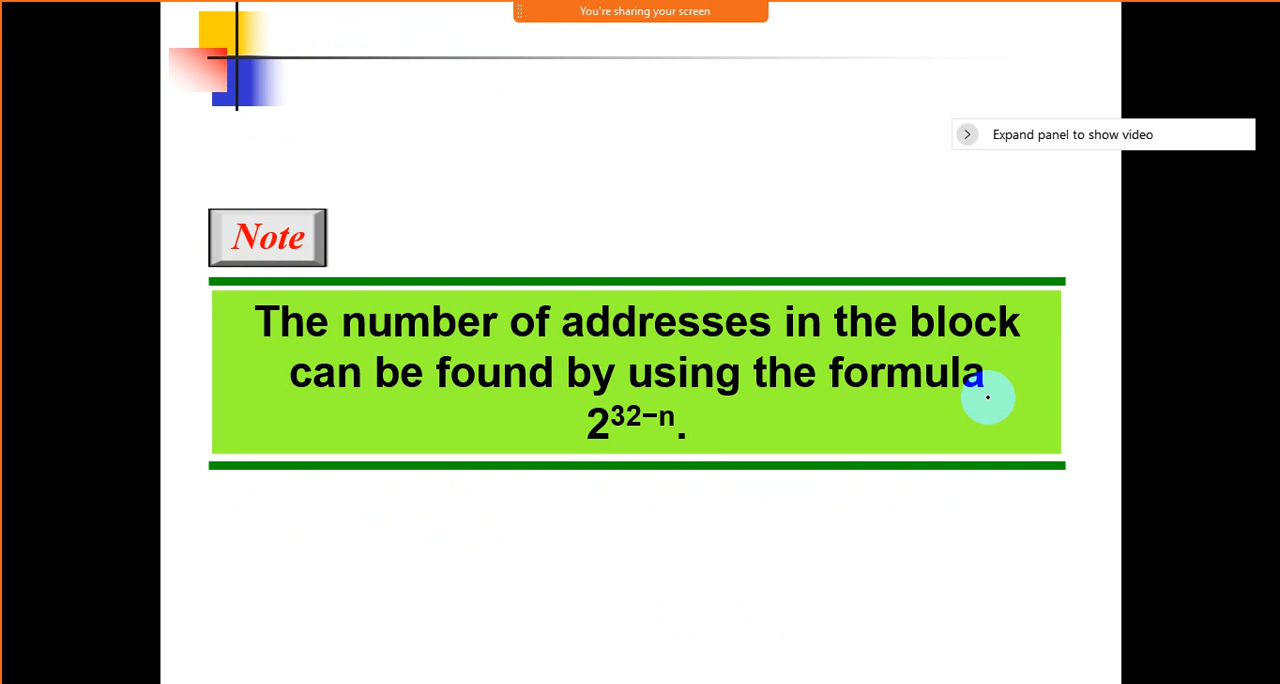 You're sharing your screen
Expand panel to show video
Note
The number of addresses in the block
can be found by using the formula
2³²⁻ⁿ.